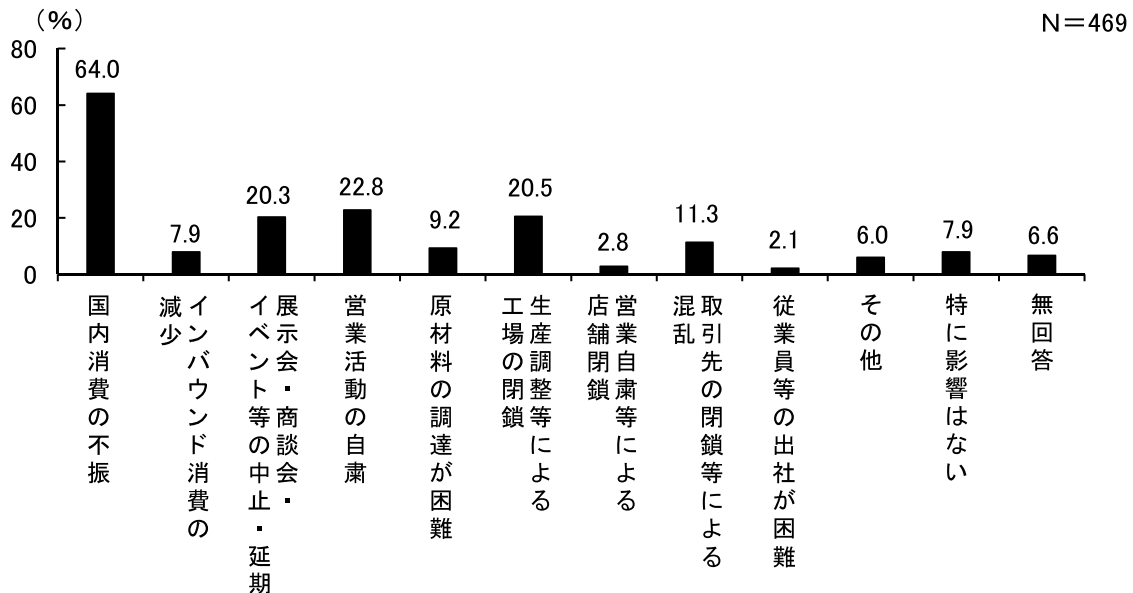 （％）
N＝469
80
60
40
20
0
64.0
7.9
20.3
22.8
9.2
20.5
2.8
11.3
2.1
6.0
7.9
6.6
国内消費の不振
インバウンド消費の
減少
展示会・商談会・
イベント等の中止・延期
営業活動の自粛
原材料の調達が困難
生産調整等による
工場の閉鎖
営業自粛等による
店舗閉鎖
取引先の閉鎖等による
混乱
従業員等の出社が困難
その他
特に影響はない
無回答